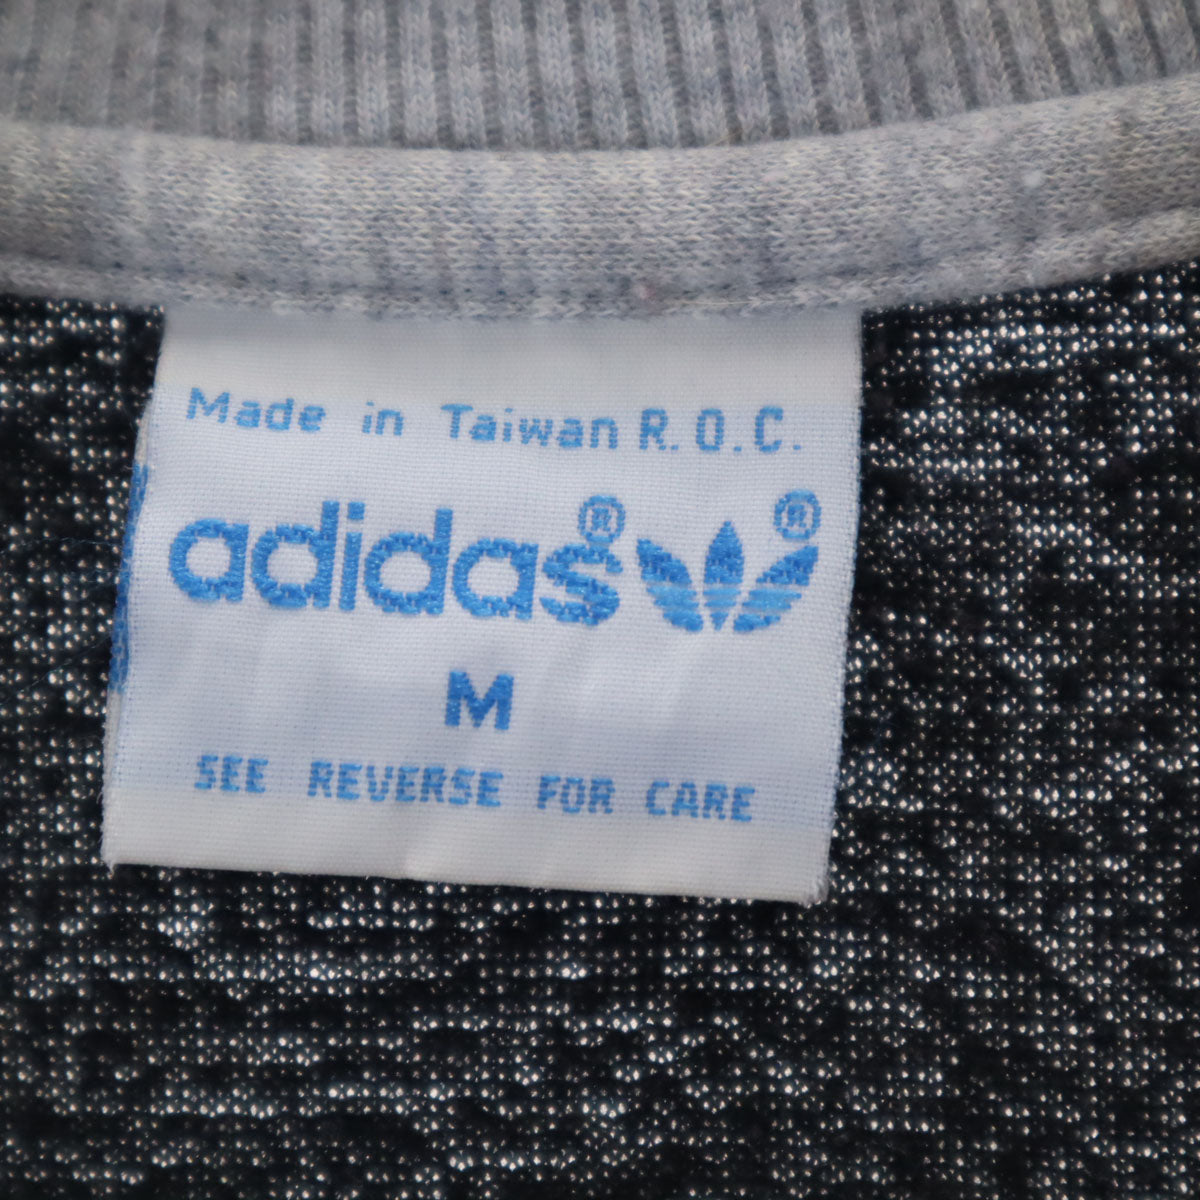 Made in Taiwan R.O.C.
adidas® ®
M
SEE REVERSE FOR CARE